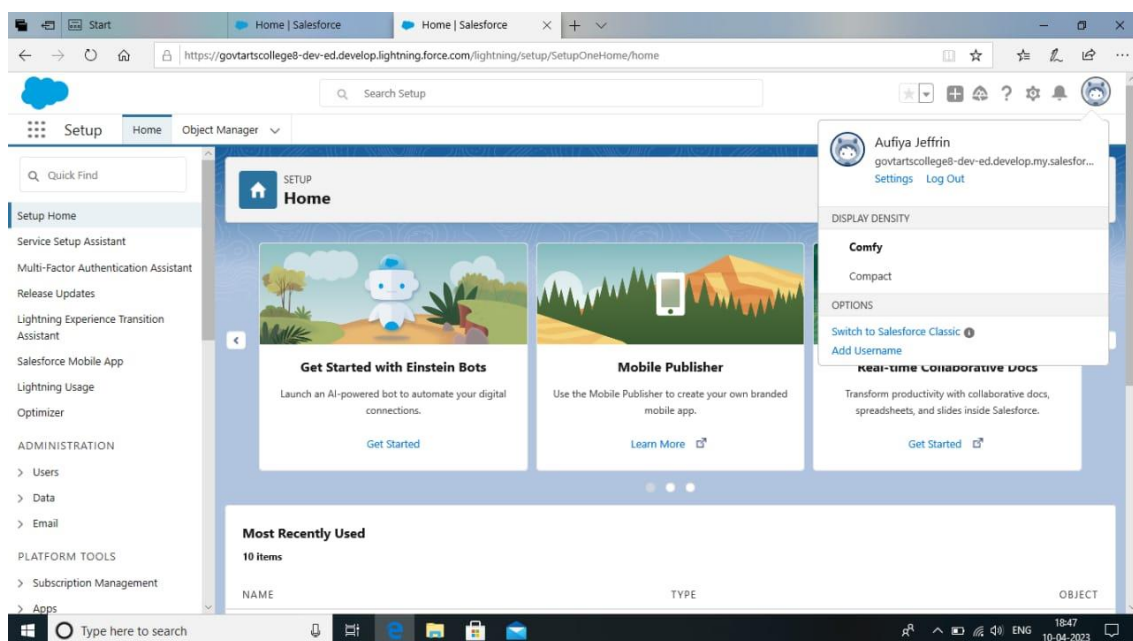 Start
Home | Salesforce
Home | Salesforce
https://govtartscollege8-dev-ed.develop.lightning.force.com/lightning/setup/SetupOneHome/home
Search Setup
Setup
Home
Object Manager
Aufiya Jeffrin
govtartscollege8-dev-ed.develop.my.salesfor...
Settings Log Out
DISPLAY DENSITY
Comfy
Compact
OPTIONS
Switch to Salesforce Classic
Add Username
Quick Find
Setup Home
Service Setup Assistant
Multi-Factor Authentication Assistant
Release Updates
Lightning Experience Transition
Assistant
Salesforce Mobile App
Lightning Usage
Optimizer
ADMINISTRATION
Users
Data
Email
PLATFORM TOOLS
Subscription Management
Apps
SETUP
Home
Get Started with Einstein Bots
Launch an AI-powered bot to automate your digital
connections.
Get Started
Mobile Publisher
Use the Mobile Publisher to create your own branded
mobile app.
Learn More
Real-time Collaborative Docs
Transform productivity with collaborative docs,
spreadsheets, and slides inside Salesforce.
Get Started
Most Recently Used
10 items
NAME TYPE OBJECT
Type here to search
ENG
18:47
10-04-2023